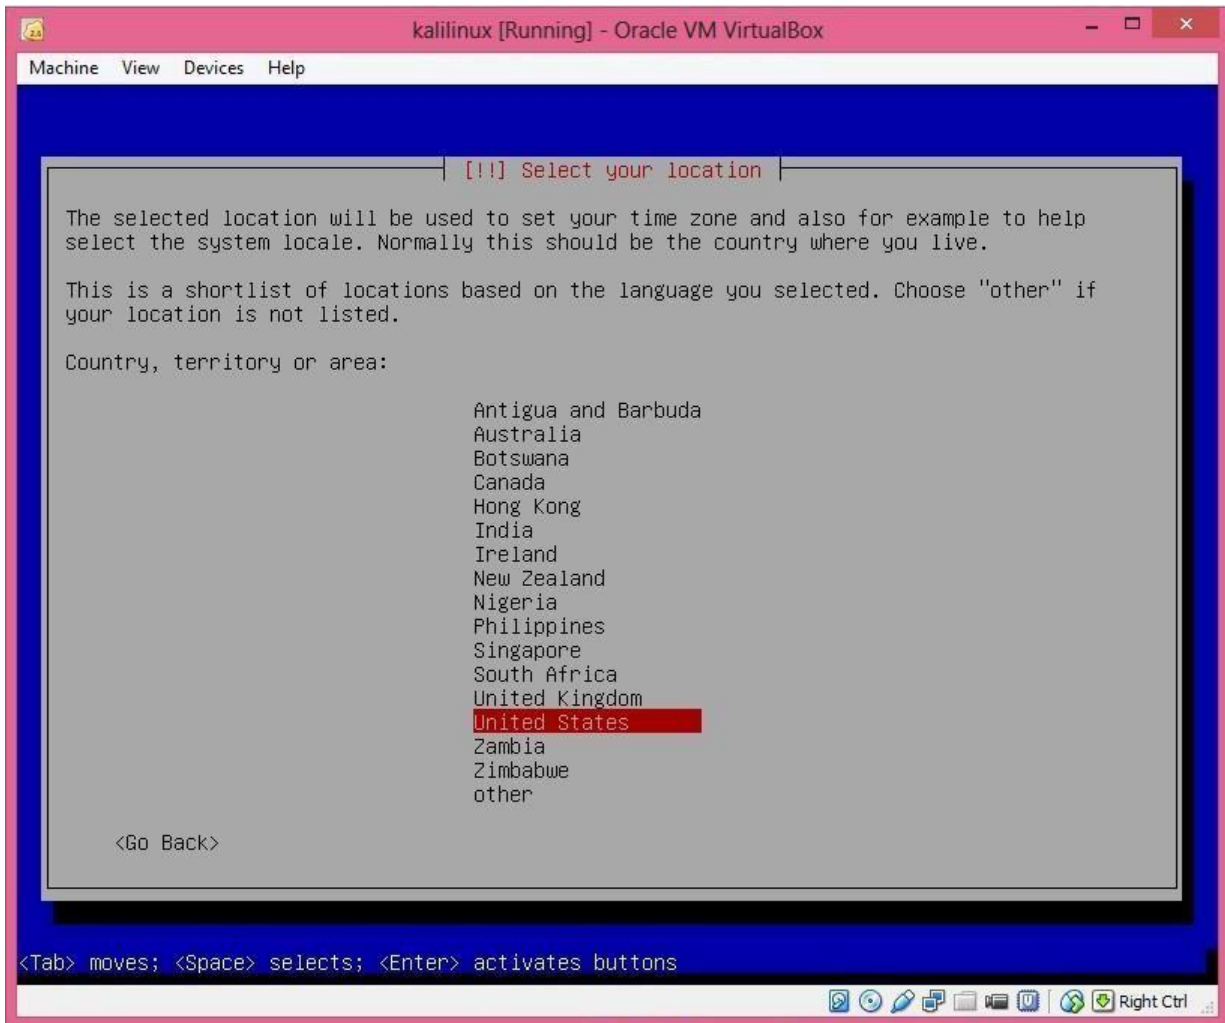 kalilinux [Running] - Oracle VM VirtualBox
Machine View Devices Help
[!!] Select your location
The selected location will be used to set your time zone and also for example to help
select the system locale. Normally this should be the country where you live.
This is a shortlist of locations based on the language you selected. Choose "other" if
your location is not listed.
Country, territory or area:
Antigua and Barbuda
Australia
Botswana
Canada
Hong Kong
India
Ireland
New Zealand
Nigeria
Philippines
Singapore
South Africa
United Kingdom
United States
Zambia
Zimbabwe
other
<Go Back>
<Tab> moves; <Space> selects; <Enter> activates buttons
Right Ctrl